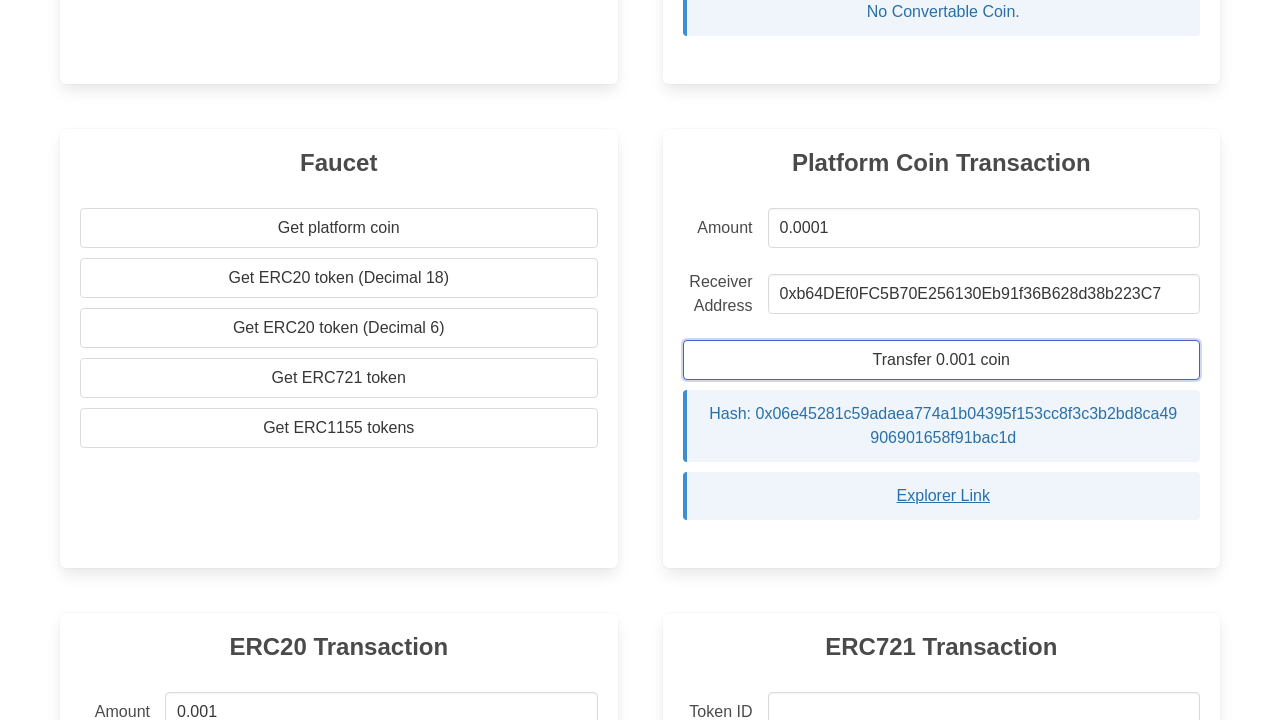 No Convertable Coin.
Faucet
Get platform coin
Get ERC20 token (Decimal 18)
Get ERC20 token (Decimal 6)
Get ERC721 token
Get ERC1155 tokens
Platform Coin Transaction
Amount 0.0001
Receiver Address 0xb64DEf0FC5B70E256130Eb91f36B628d38b223C7
Transfer 0.001 coin
Hash: 0x06e45281c59adaea774a1b04395f153cc8f3c3b2bd8ca49
906901658f91bac1d
Explorer Link
ERC20 Transaction
Amount 0.001
ERC721 Transaction
Token ID